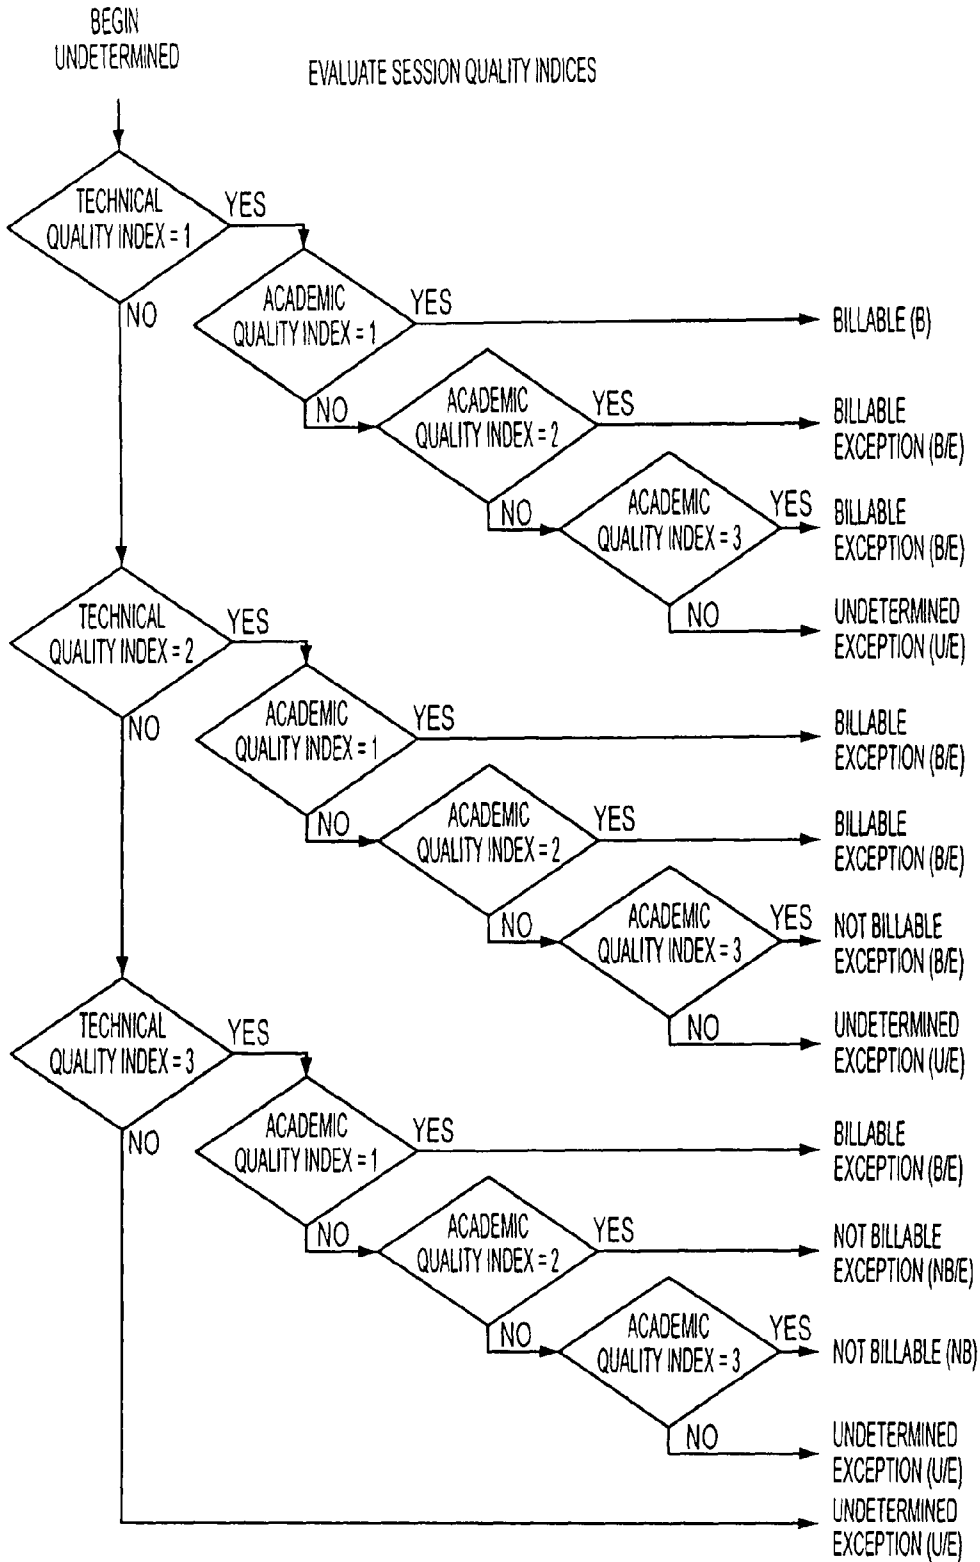 BEGIN
UNDETERMINED
EVALUATE SESSION QUALITY INDICES
TECHNICAL
QUALITY INDEX = 1
YES
NO
ACADEMIC
QUALITY INDEX = 1
YES
BILLABLE (B)
NO
ACADEMIC
QUALITY INDEX = 2
YES
BILLABLE
EXCEPTION (B/E)
NO
ACADEMIC
QUALITY INDEX = 3
YES
BILLABLE
EXCEPTION (B/E)
NO
UNDETERMINED
EXCEPTION (U/E)
TECHNICAL
QUALITY INDEX = 2
YES
NO
ACADEMIC
QUALITY INDEX = 1
YES
BILLABLE
EXCEPTION (B/E)
NO
ACADEMIC
QUALITY INDEX = 2
YES
BILLABLE
EXCEPTION (B/E)
NO
ACADEMIC
QUALITY INDEX = 3
YES
NOT BILLABLE
EXCEPTION (B/E)
NO
UNDETERMINED
EXCEPTION (U/E)
TECHNICAL
QUALITY INDEX = 3
YES
NO
ACADEMIC
QUALITY INDEX = 1
YES
BILLABLE
EXCEPTION (B/E)
NO
ACADEMIC
QUALITY INDEX = 2
YES
NOT BILLABLE
EXCEPTION (NB/E)
NO
ACADEMIC
QUALITY INDEX = 3
YES
NOT BILLABLE (NB)
NO
UNDETERMINED
EXCEPTION (U/E)
UNDETERMINED
EXCEPTION (U/E)